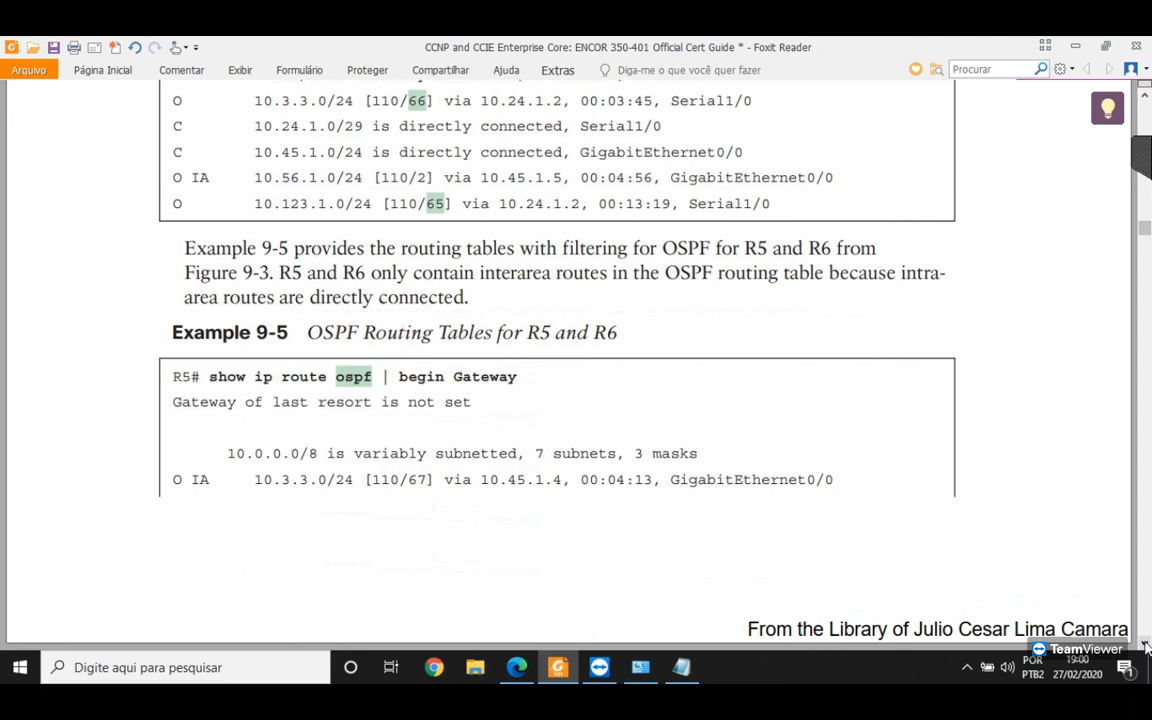 CCNP and CCIE Enterprise Core: ENCOR 350-401 Official Cert Guide * - Foxit Reader
Arquivo Página Inicial Comentar Exibir Formulário Proteger Compartilhar Ajuda Extras Diga-me o que você quer fazer Procurar
O 10.3.3.0/24 [110/66] via 10.24.1.2, 00:03:45, Serial1/0
C 10.24.1.0/29 is directly connected, Serial1/0
C 10.45.1.0/24 is directly connected, GigabitEthernet0/0
O IA 10.56.1.0/24 [110/2] via 10.45.1.5, 00:04:56, GigabitEthernet0/0
O 10.123.1.0/24 [110/65] via 10.24.1.2, 00:13:19, Serial1/0
Example 9-5 provides the routing tables with filtering for OSPF for R5 and R6 from
Figure 9-3. R5 and R6 only contain interarea routes in the OSPF routing table because intra-
area routes are directly connected.
Example 9-5 OSPF Routing Tables for R5 and R6
R5# show ip route ospf | begin Gateway
Gateway of last resort is not set
10.0.0.0/8 is variably subnetted, 7 subnets, 3 masks
O IA 10.3.3.0/24 [110/67] via 10.45.1.4, 00:04:13, GigabitEthernet0/0
From the Library of Julio Cesar Lima Camara
TeamViewer
Digite aqui para pesquisar
POR 19:00
PTB2 27/02/2020
1